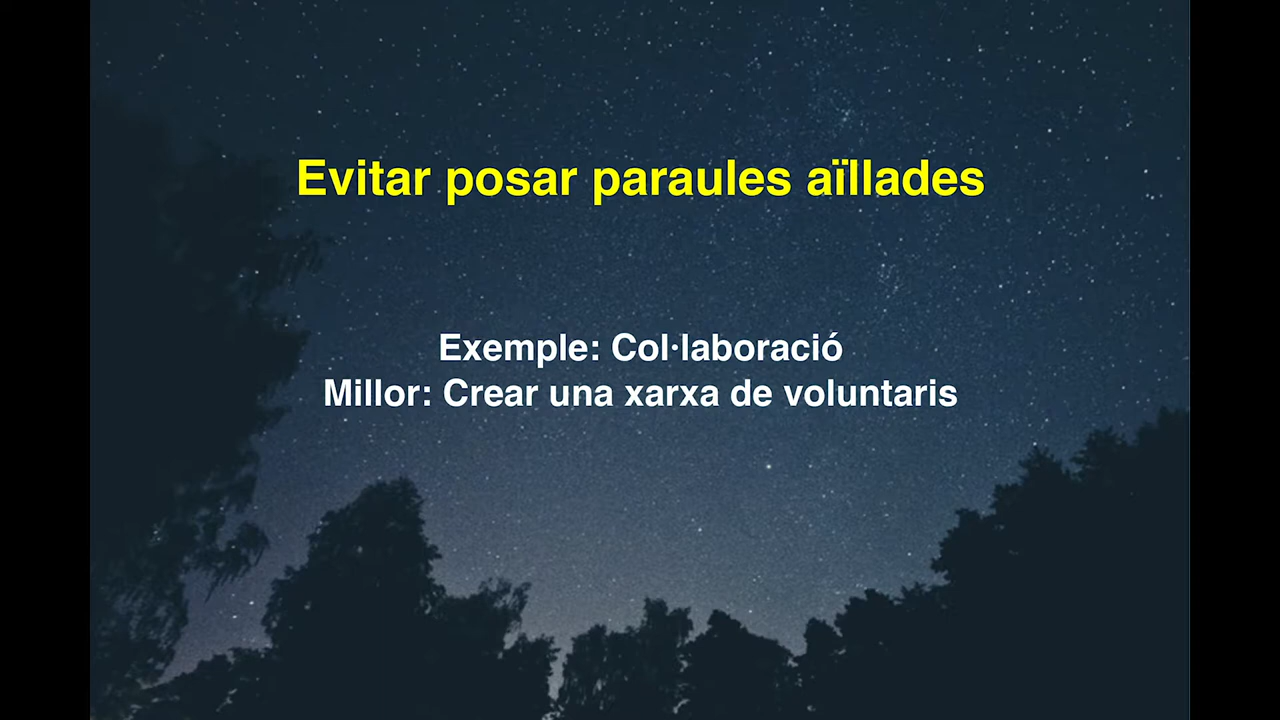 Evitar posar paraules aïllades
Exemple: Col·laboració
Millor: Crear una xarxa de voluntaris